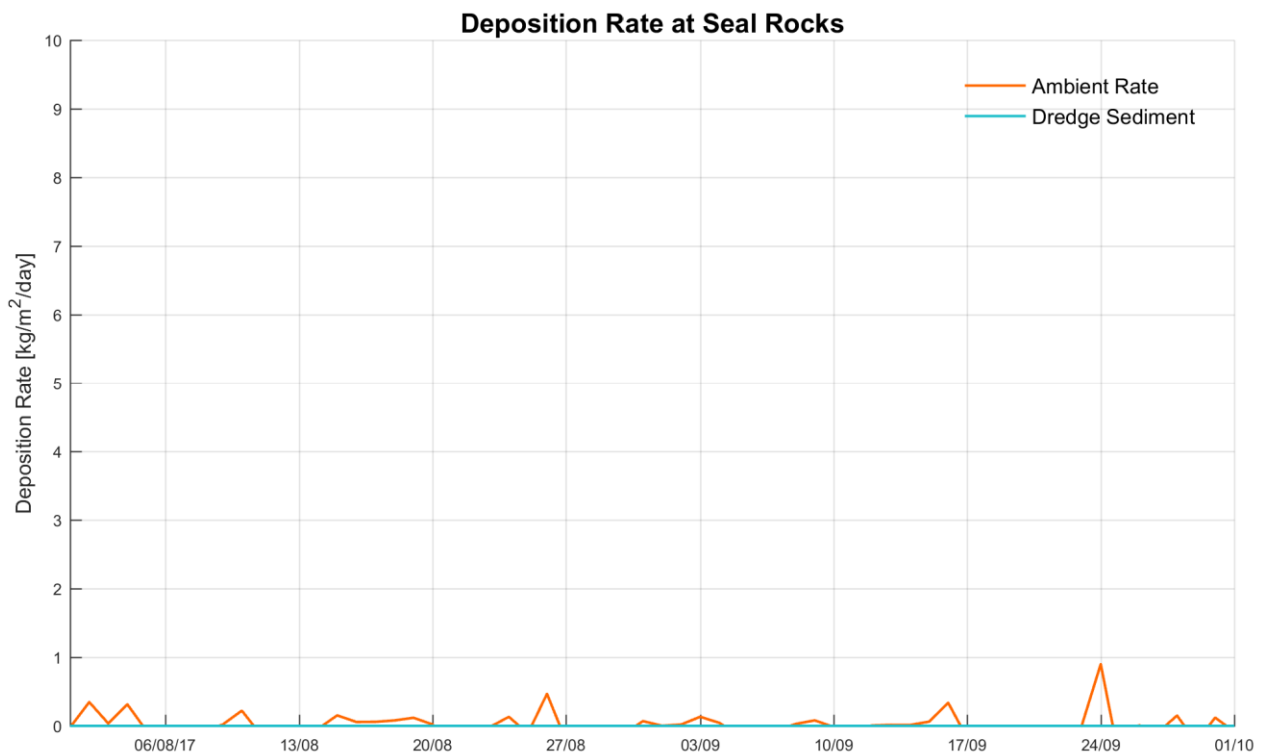 Deposition Rate at Seal Rocks
10
9
8
7
6
5
4
3
2
1
0
Deposition Rate [kg/m²/day]
Ambient Rate
Dredge Sediment
06/08/17 13/08 20/08 27/08 03/09 10/09 17/09 24/09 01/10